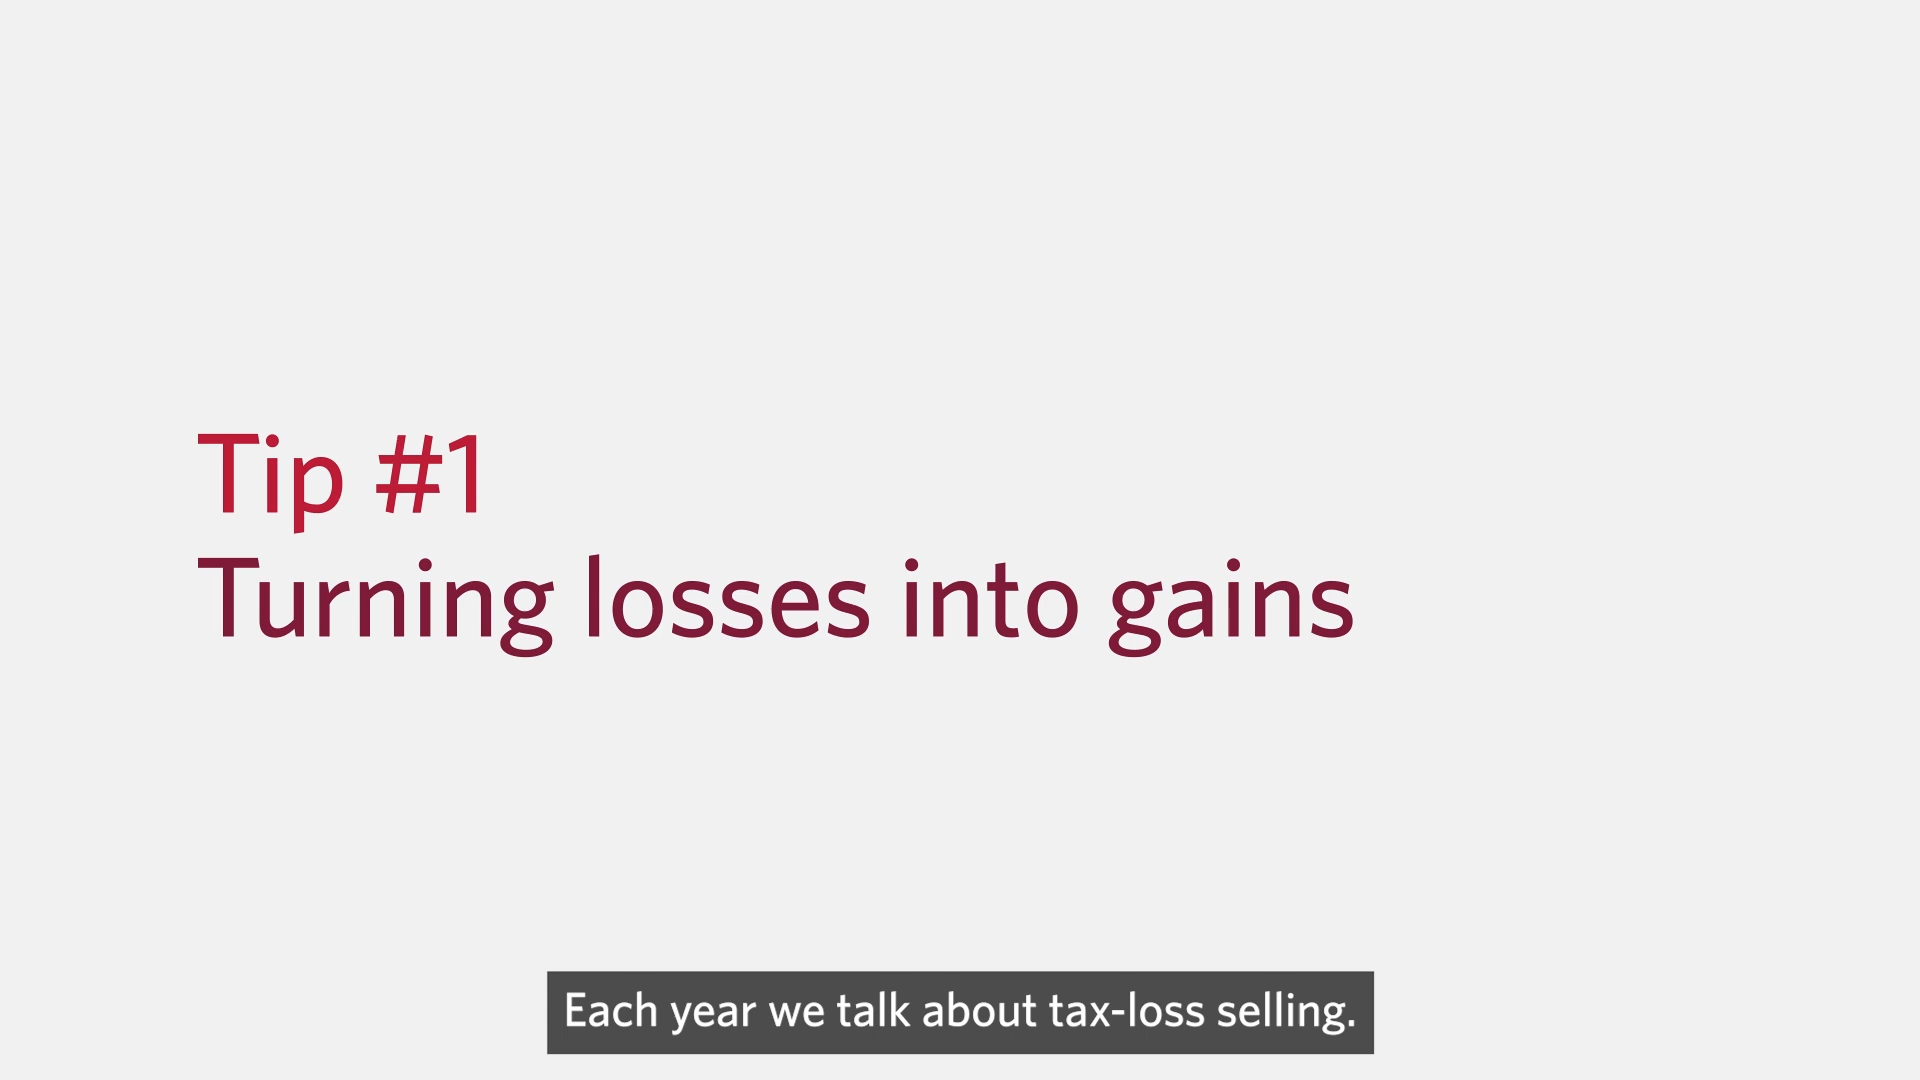 Tip #1
Turning losses into gains
Each year we talk about tax-loss selling.